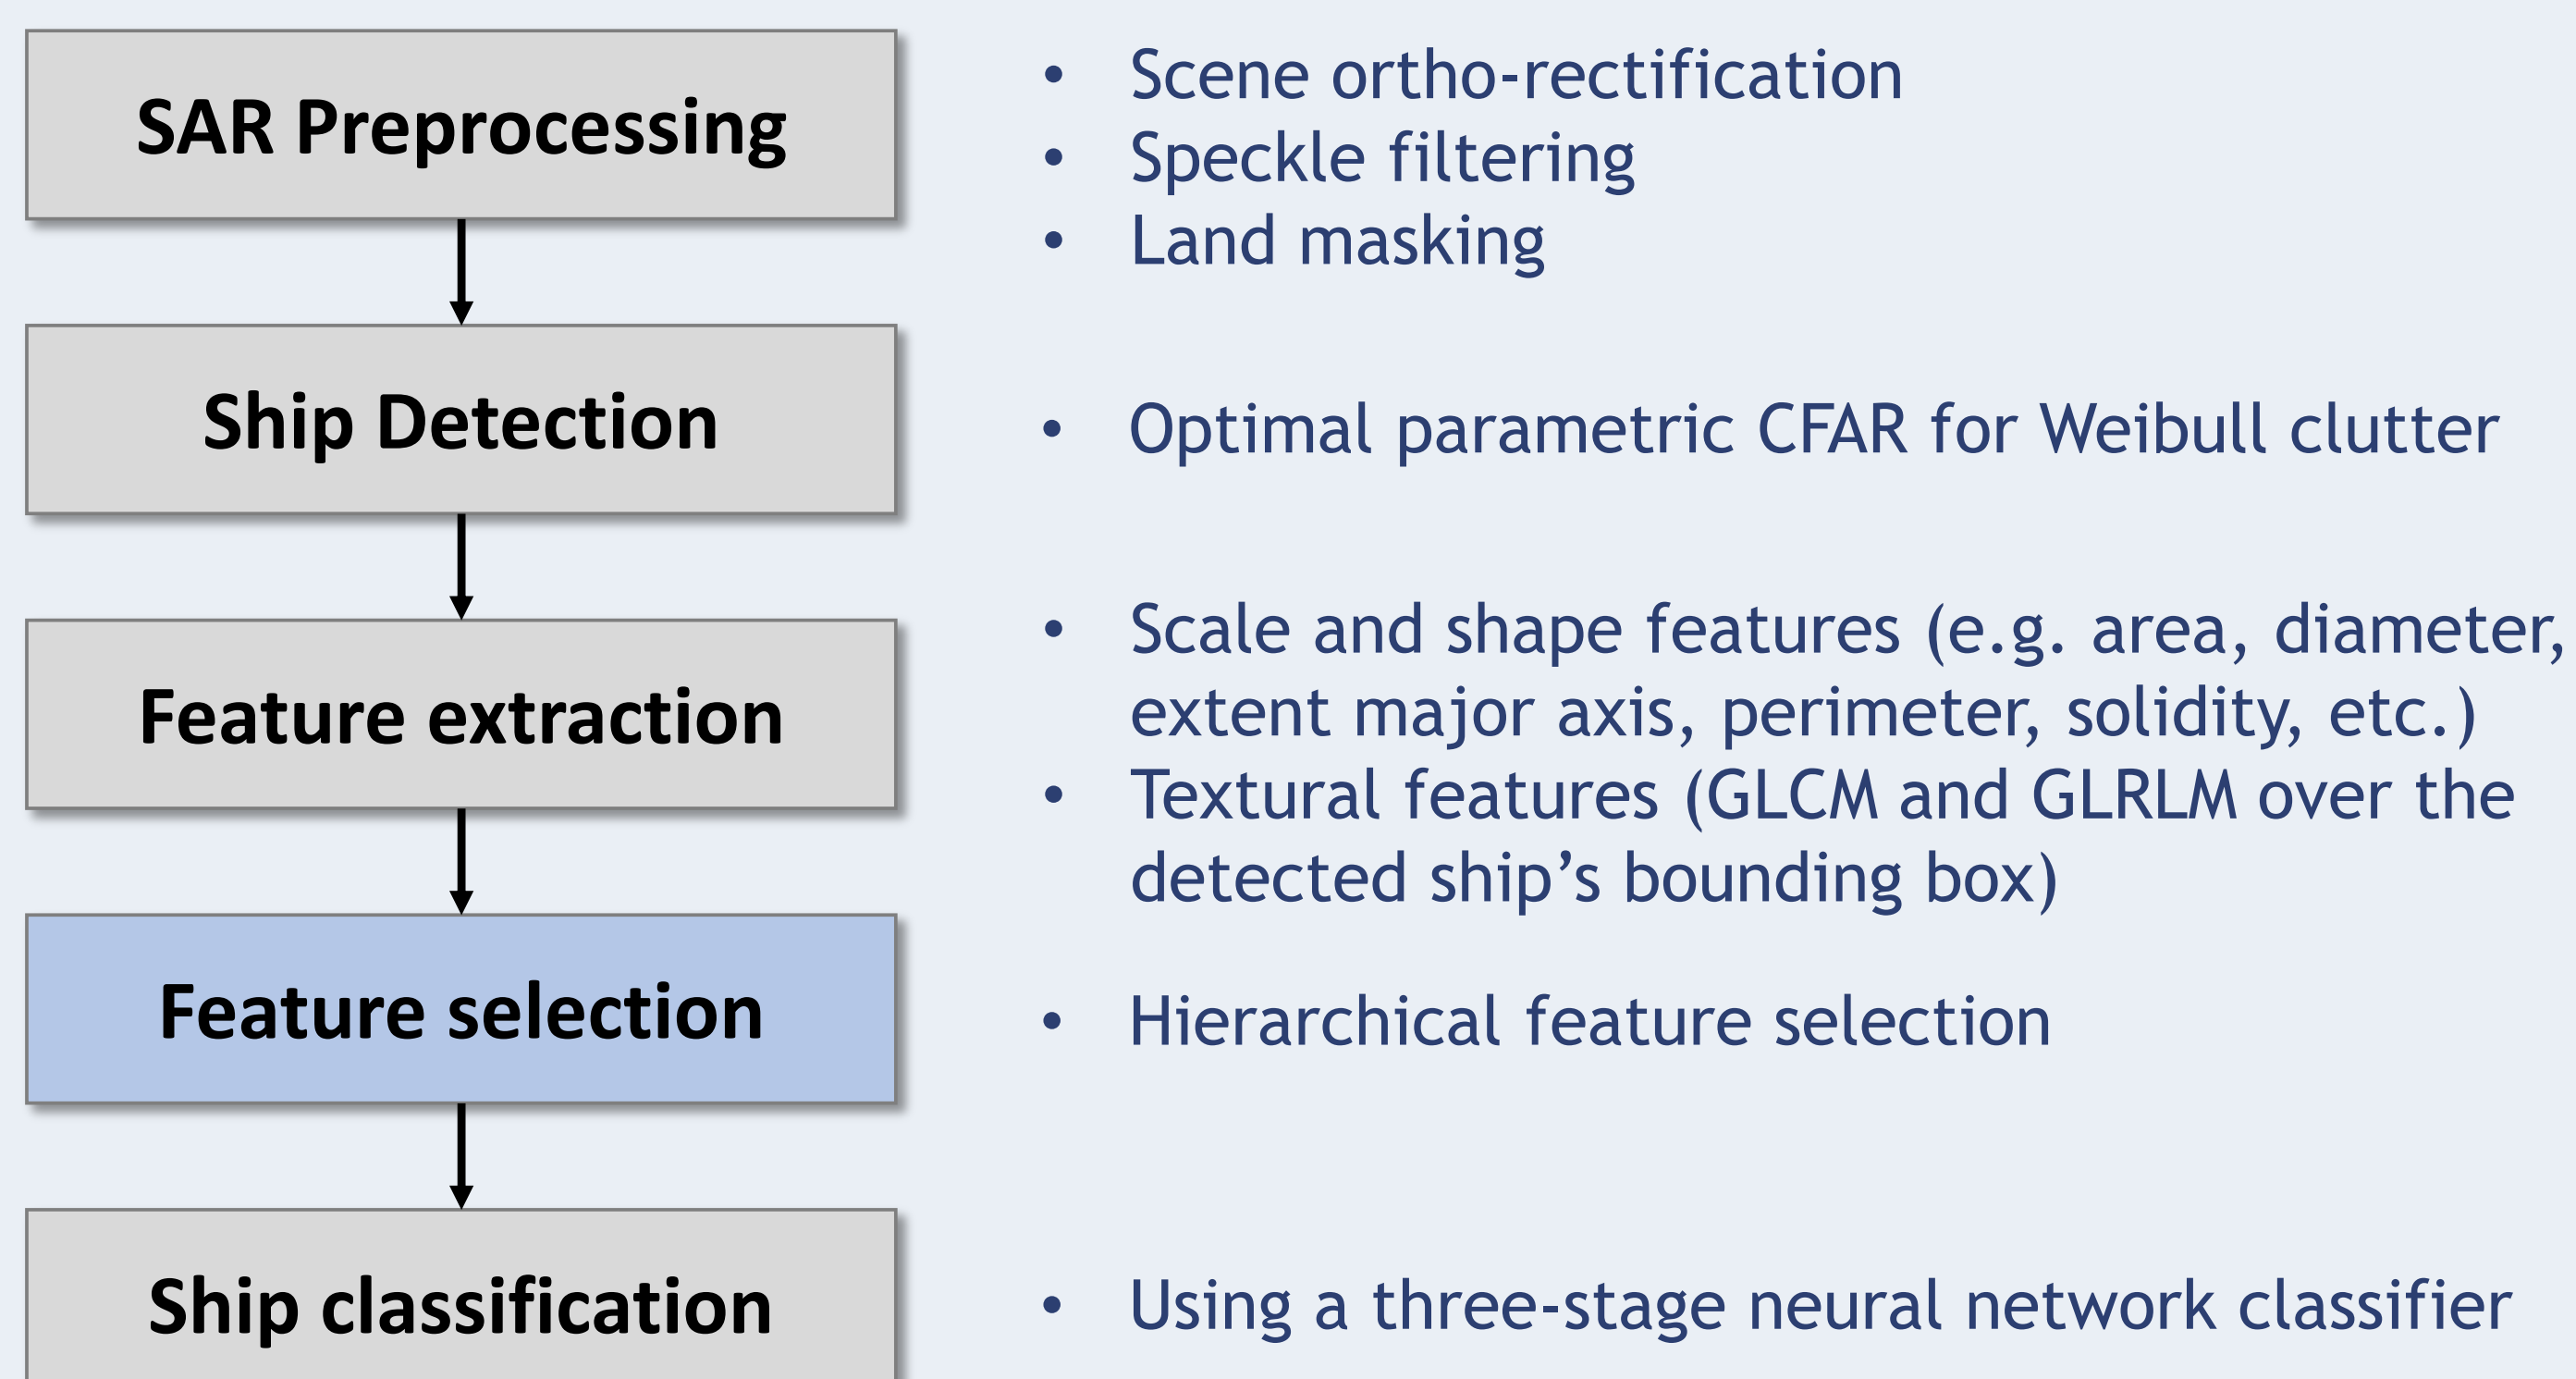 SAR Preprocessing
• Scene ortho-rectification
• Speckle filtering
• Land masking
Ship Detection
• Optimal parametric CFAR for Weibull clutter
Feature extraction
• Scale and shape features (e.g. area, diameter,
extent major axis, perimeter, solidity, etc.)
• Textural features (GLCM and GLRLM over the
detected ship’s bounding box)
Feature selection
• Hierarchical feature selection
Ship classification
• Using a three-stage neural network classifier